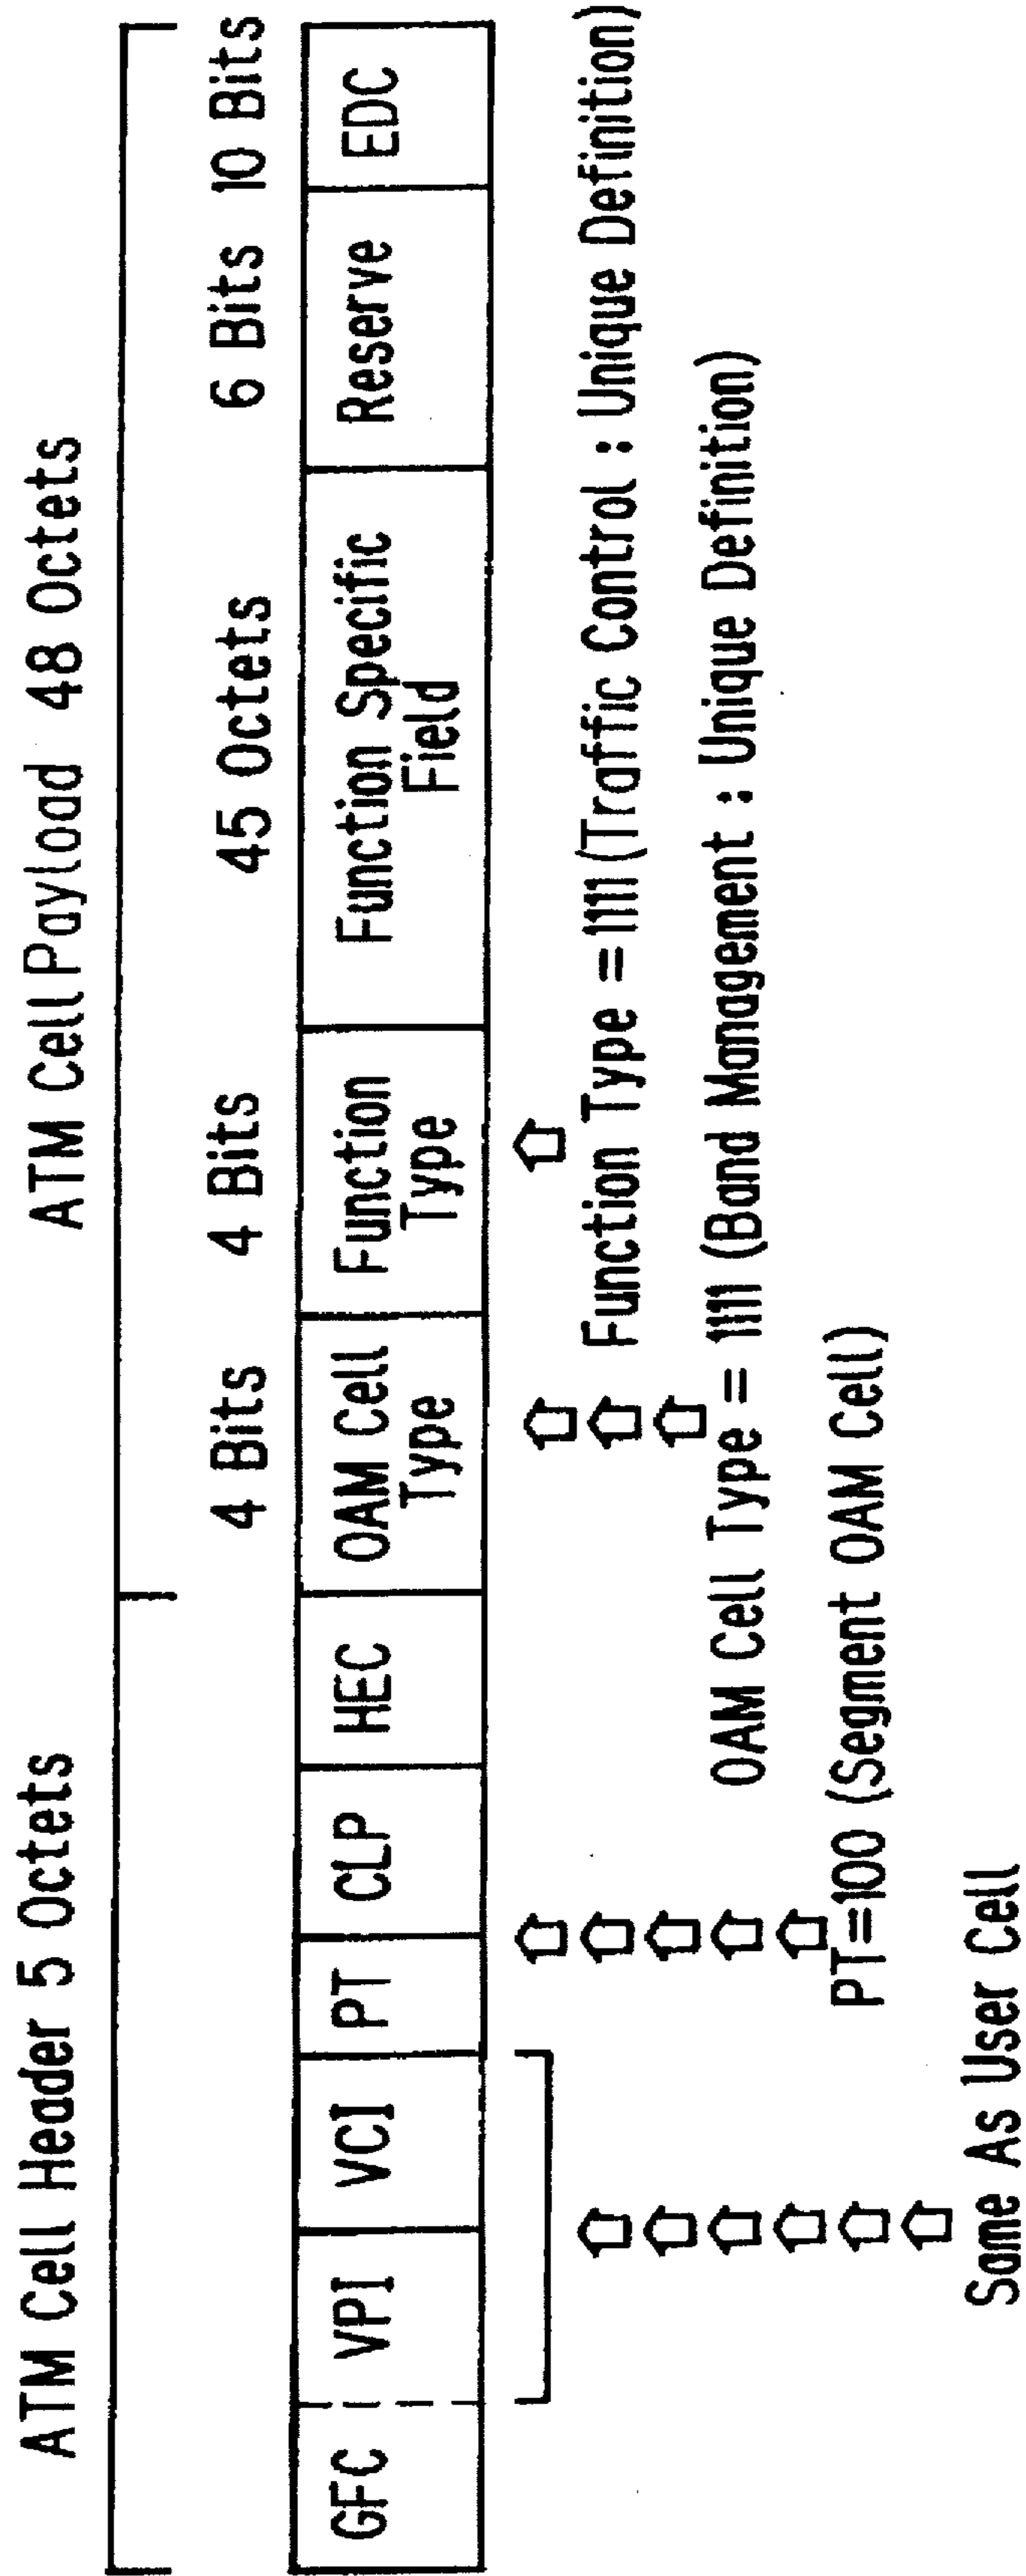 ATM Cell Header 5 Octets
ATM Cell Payload 48 Octets
4 Bits
4 Bits
45 Octets
6 Bits
10 Bits
GFC
VPI
VCI
PT
CLP
HEC
OAM Cell
Type
Function
Type
Function Specific
Field
Reserve
EDC
Function Type =1111 (Traffic Control : Unique Definition)
OAM Cell Type = 1111 (Band Management : Unique Definition)
PT=100 (Segment OAM Cell)
Same As User Cell